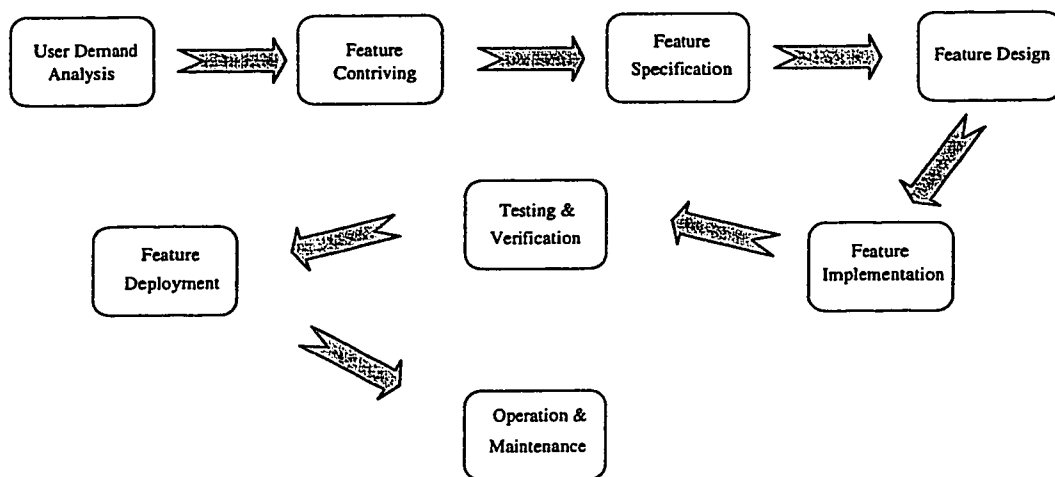 User Demand
Analysis
Feature
Contriving
Feature
Specification
Feature Design
Feature
Implementation
Testing &
Verification
Feature
Deployment
Operation &
Maintenance